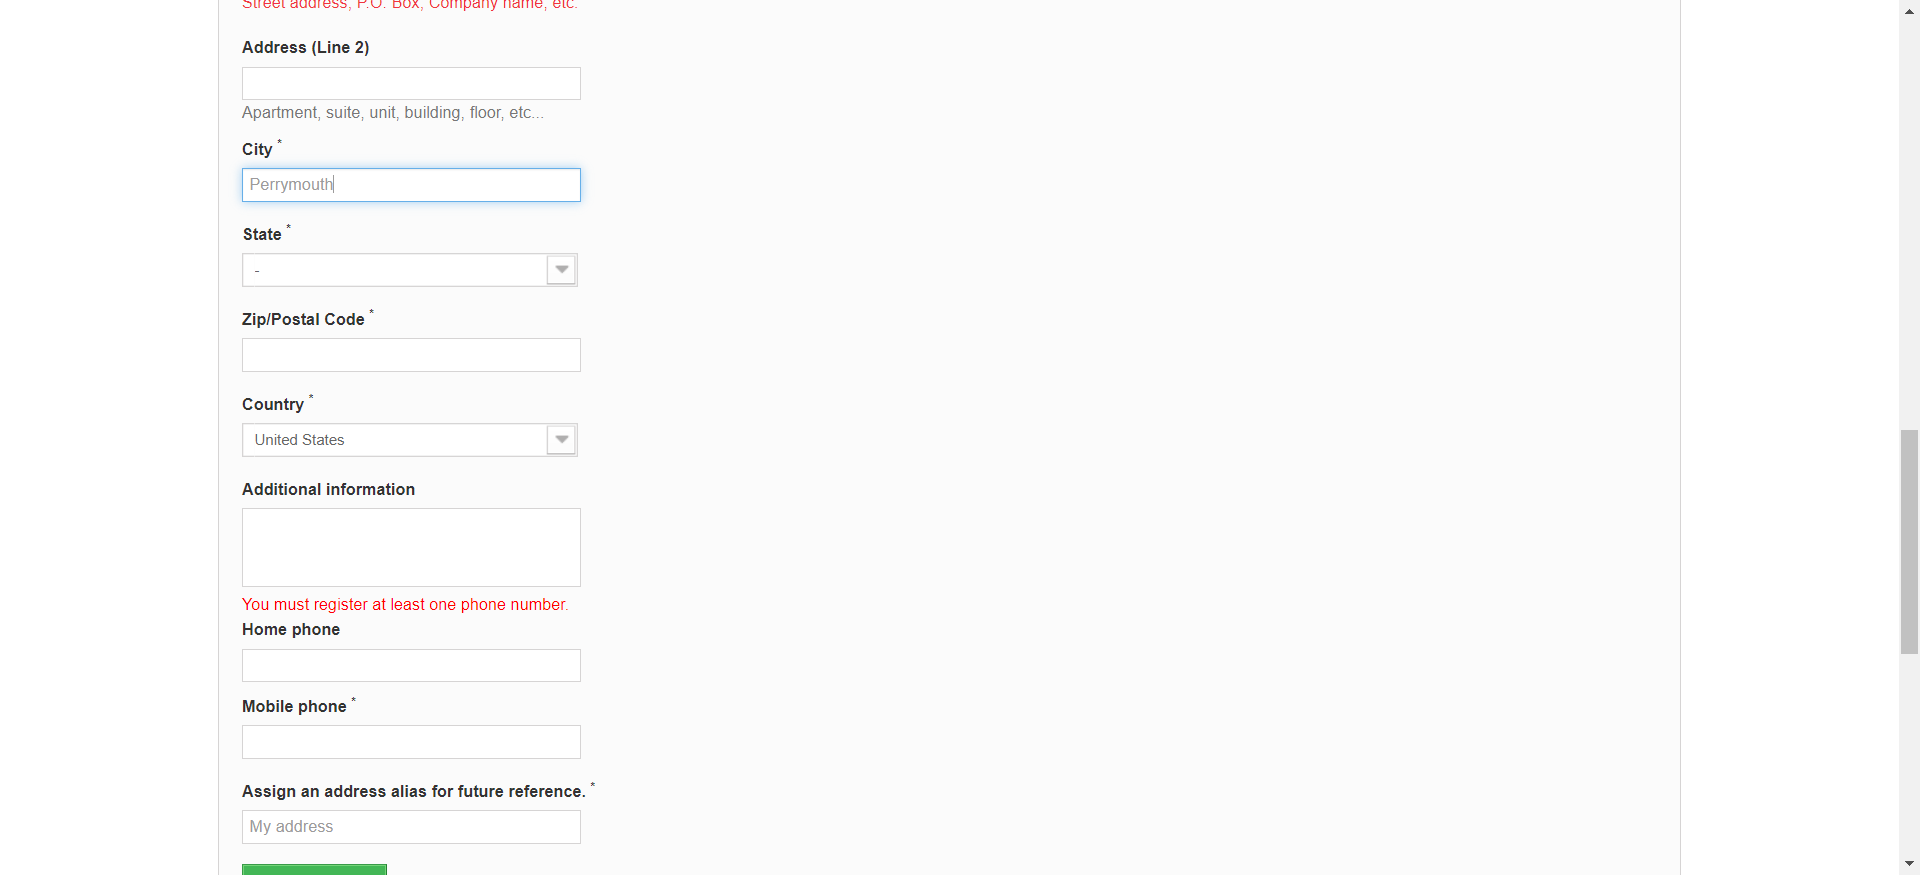 Street address, P.O. Box, Company name, etc.
Address (Line 2)
Apartment, suite, unit, building, floor, etc...
City *
Perrymouth
State *
-
Zip/Postal Code *
Country *
United States
Additional information
You must register at least one phone number.
Home phone
Mobile phone *
Assign an address alias for future reference. *
My address